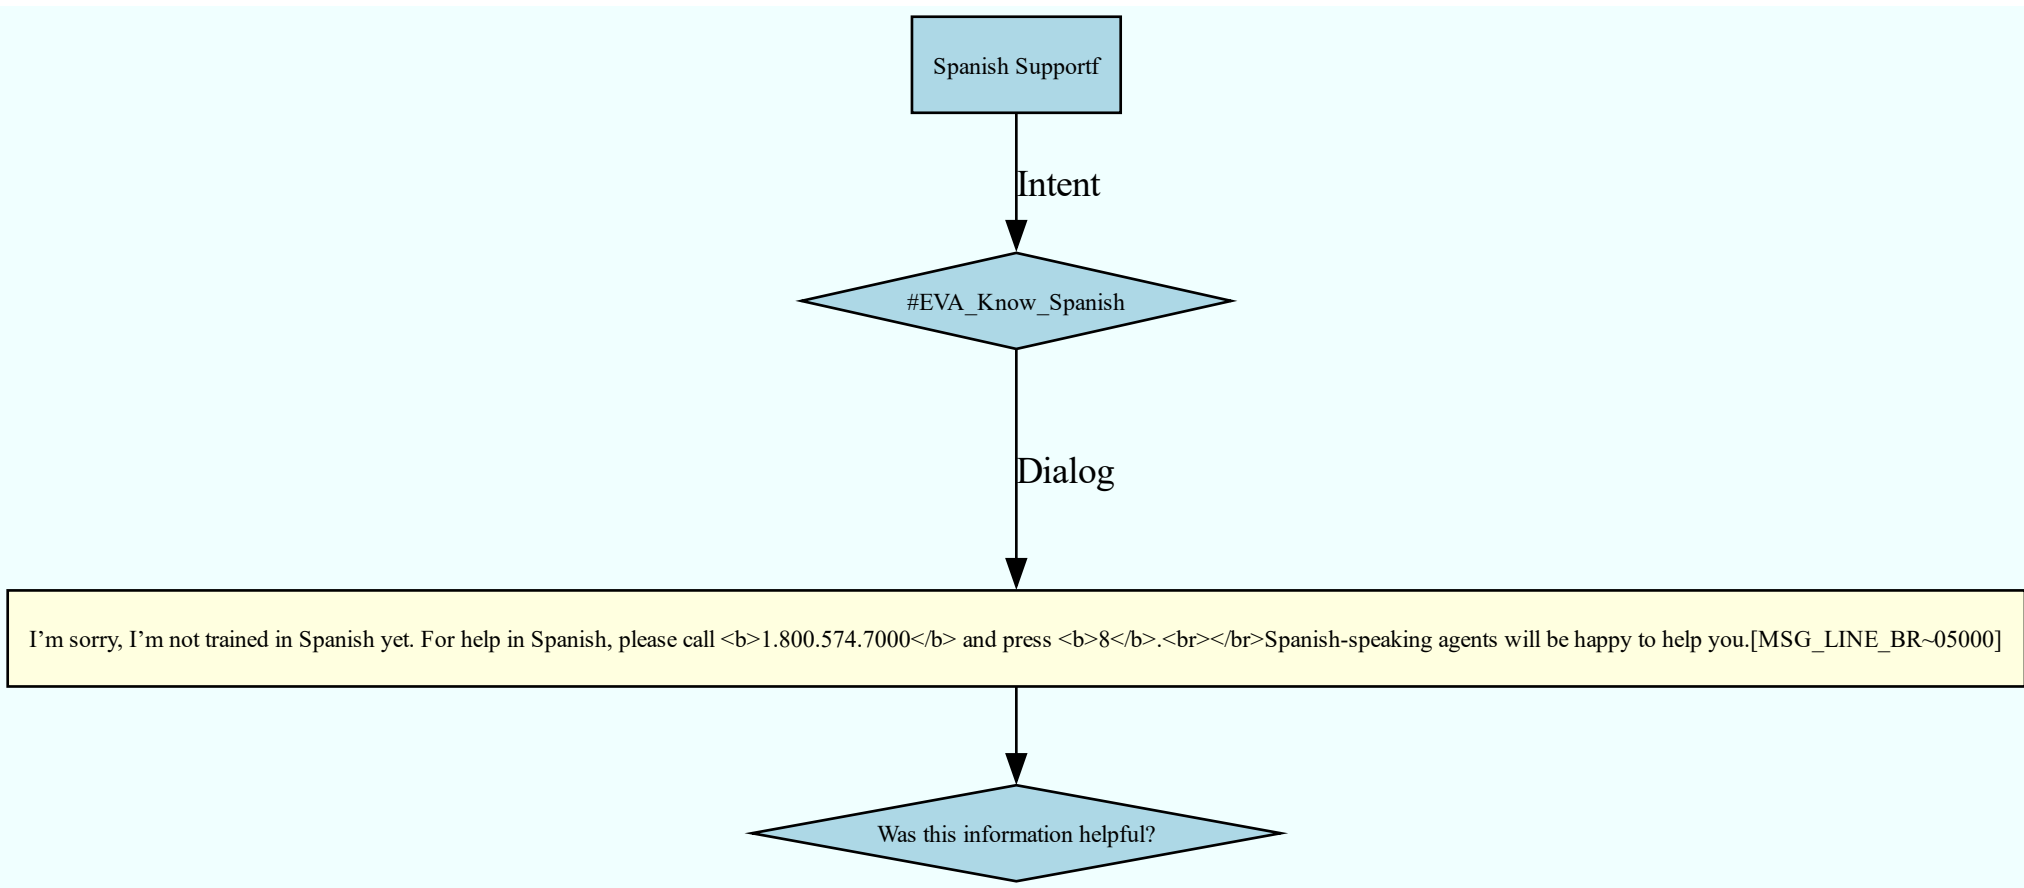 Spanish Supportf
Intent
#EVA_Know_Spanish
Dialog
I’m sorry, I’m not trained in Spanish yet. For help in Spanish, please call <b>1.800.574.7000</b> and press <b>8</b>.<br></br>Spanish-speaking agents will be happy to help you.[MSG_LINE_BR~05000]
Was this information helpful?